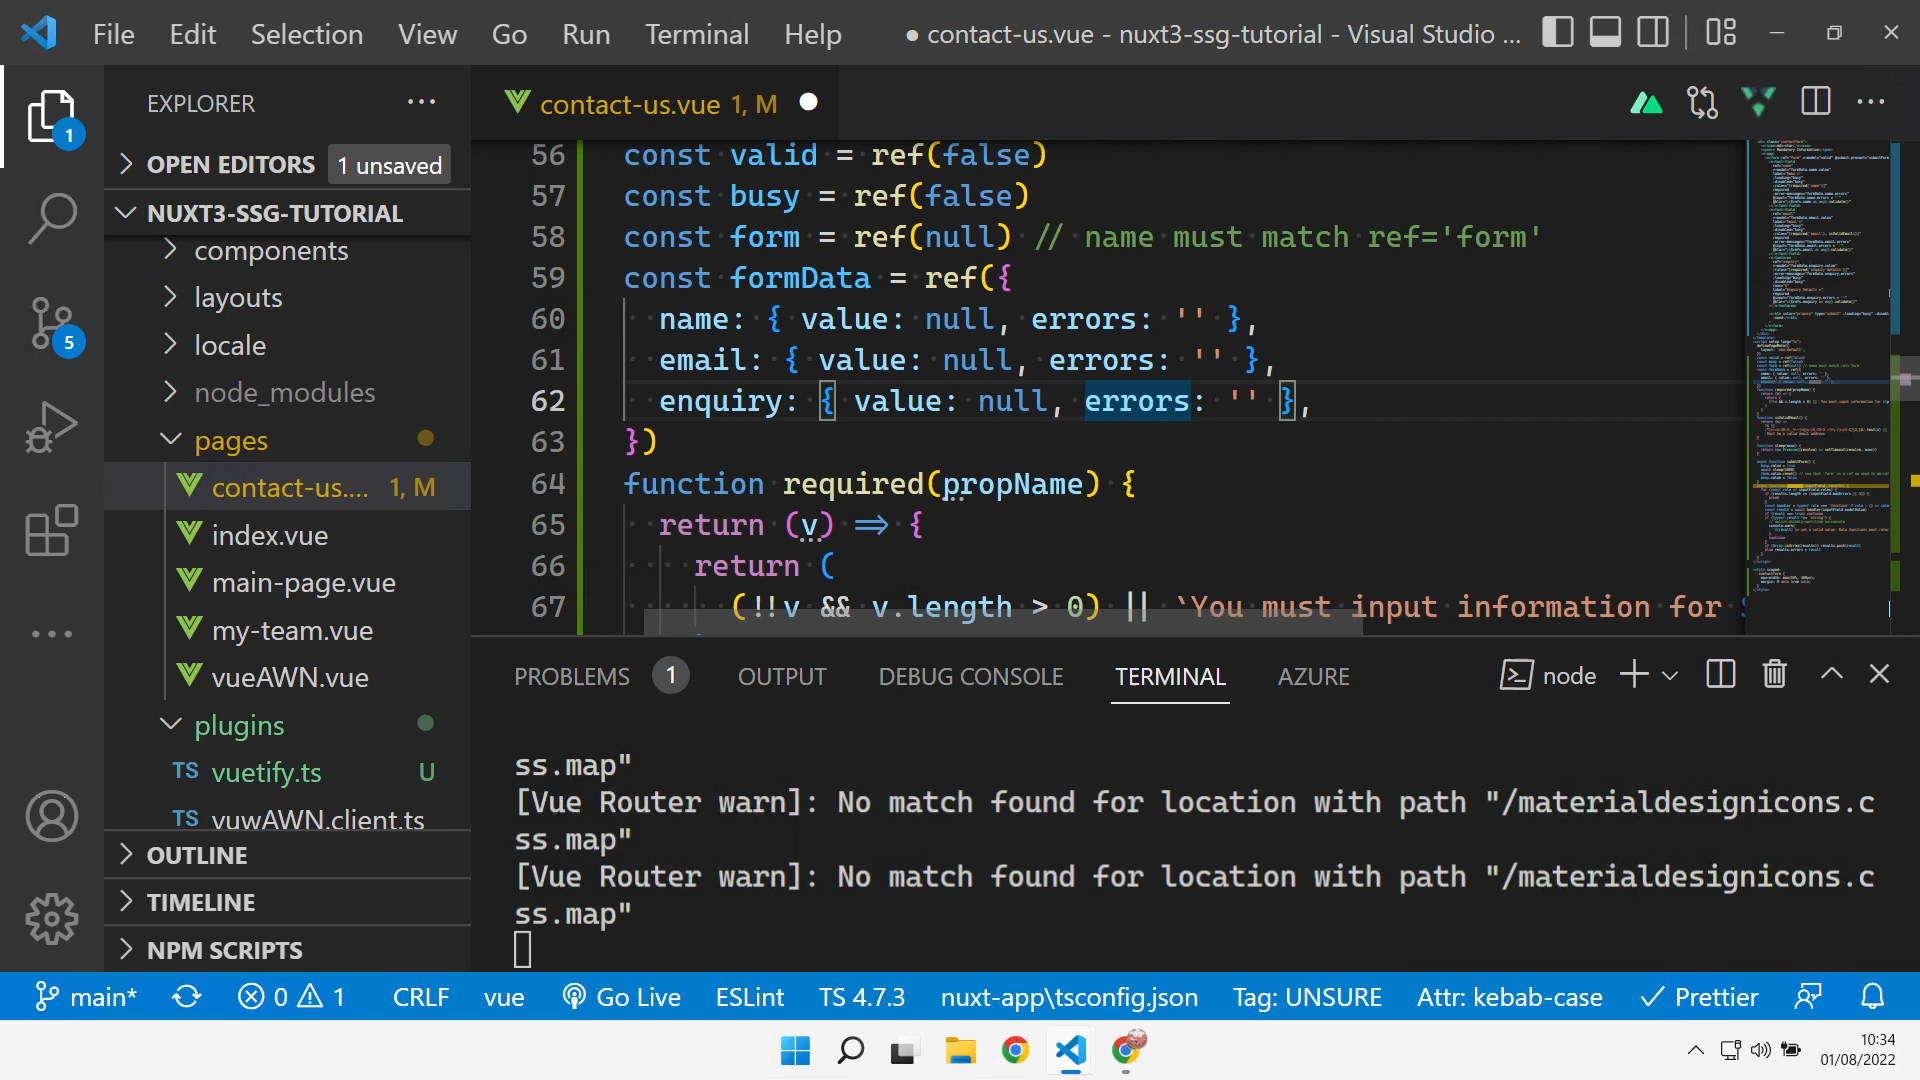 File Edit Selection View Go Run Terminal Help ● contact-us.vue - nuxt3-ssg-tutorial - Visual Studio ...
EXPLORER ...
contact-us.vue 1, M
OPEN EDITORS 1 unsaved
NUXT3-SSG-TUTORIAL
components
layouts
locale
node_modules
pages
contact-us.... 1, M
index.vue
main-page.vue
my-team.vue
vueAWN.vue
plugins
TS vuetify.ts U
TS vuwAWN.client.ts
OUTLINE
TIMELINE
NPM SCRIPTS
1
5
56 const valid = ref(false)
57 const busy = ref(false)
58 const form = ref(null) // name must match ref='form'
59 const formData = ref({
60 name: { value: null, errors: '' },
61 email: { value: null, errors: '' },
62 enquiry: { value: null, errors: '' },
63 })
64 function required(propName) {
65 return (v) => {
66 return (
67 (!!v && v.length > 0) || `You must input information for
PROBLEMS 1 OUTPUT DEBUG CONSOLE TERMINAL AZURE node
ss.map"
[Vue Router warn]: No match found for location with path "/materialdesignicons.c
ss.map"
[Vue Router warn]: No match found for location with path "/materialdesignicons.c
ss.map"
main* 0 1 CRLF vue Go Live ESLint TS 4.7.3 nuxt-app\tsconfig.json Tag: UNSURE Attr: kebab-case Prettier
10:34
01/08/2022